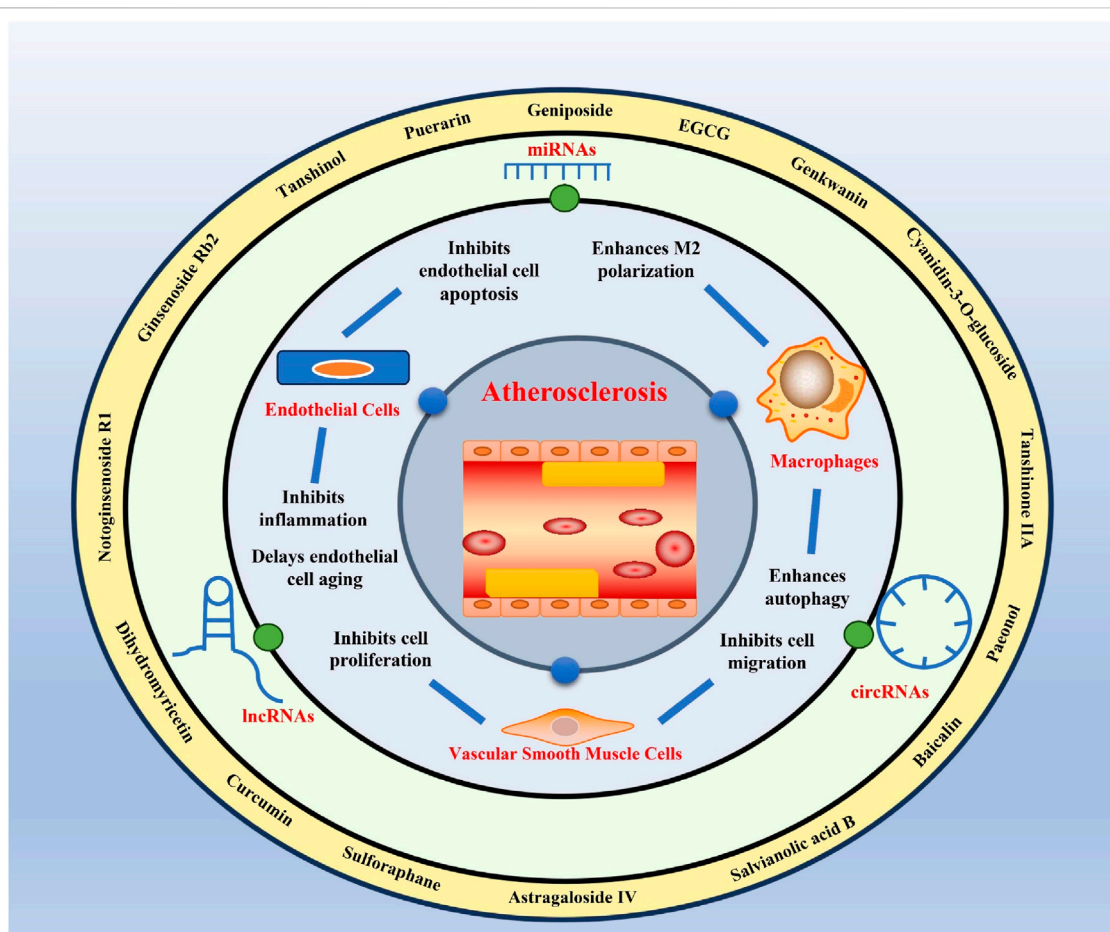 Geniposide
EGCG
Genkwanin
Cyanidin-3-O-glucoside
Tanshinone IIA
Paeonol
Baicalin
Salvianolic acid B
Astragaloside IV
Sulforaphane
Curcumin
Dihydromyricetin
Notoginsenoside R1
Ginsenoside Rb2
Tanshinol
Puerarin
miRNAs
Inhibits
endothelial cell
apoptosis
Enhances M2
polarization
Endothelial Cells
Atherosclerosis
Macrophages
Inhibits
inflammation
Delays endothelial
cell aging
Enhances
autophagy
Inhibits cell
proliferation
Inhibits cell
migration
lncRNAs
circRNAs
Vascular Smooth Muscle Cells